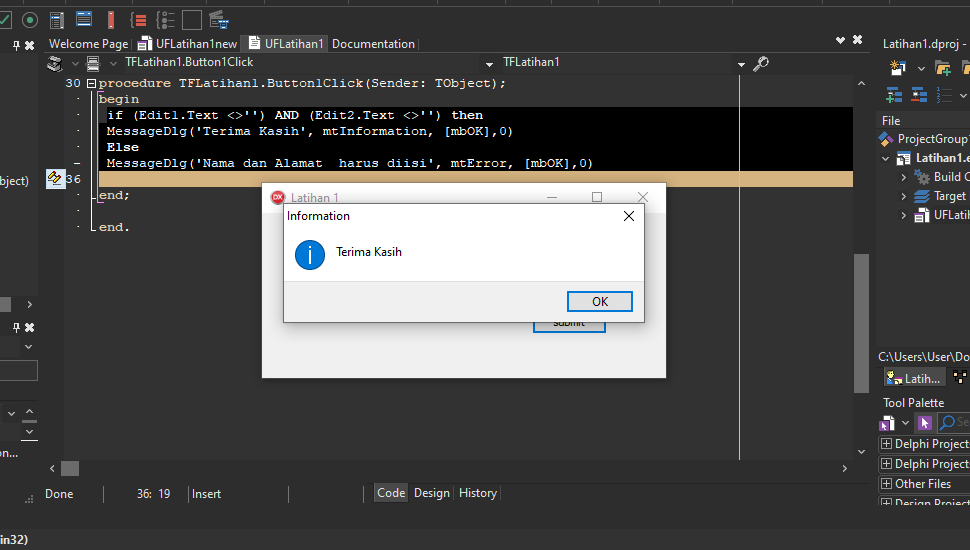 Welcome Page UFLatihan1new UFLatihan1 Documentation
TFLatihan1.Button1Click TFLatihan1
30 procedure TFLatihan1.Button1Click(Sender: TObject);
begin
if (Edit1.Text <>'') AND (Edit2.Text <>'') then
MessageDlg('Terima Kasih', mtInformation, [mbOK],0)
Else
MessageDlg('Nama dan Alamat  harus diisi', mtError, [mbOK],0)
36
end;
end.
bject)
on...
DX Latihan 1
Information
Terima Kasih
OK
submit
Done 36: 19 Insert Code Design History
in32)
Latihan1.dproj -
File
ProjectGroup1
Latihan1.e
Build C
Target
UFLati
C:\Users\User\Do
Latih...
Tool Palette
Se
Delphi Project
Delphi Project
Other Files
Design Project